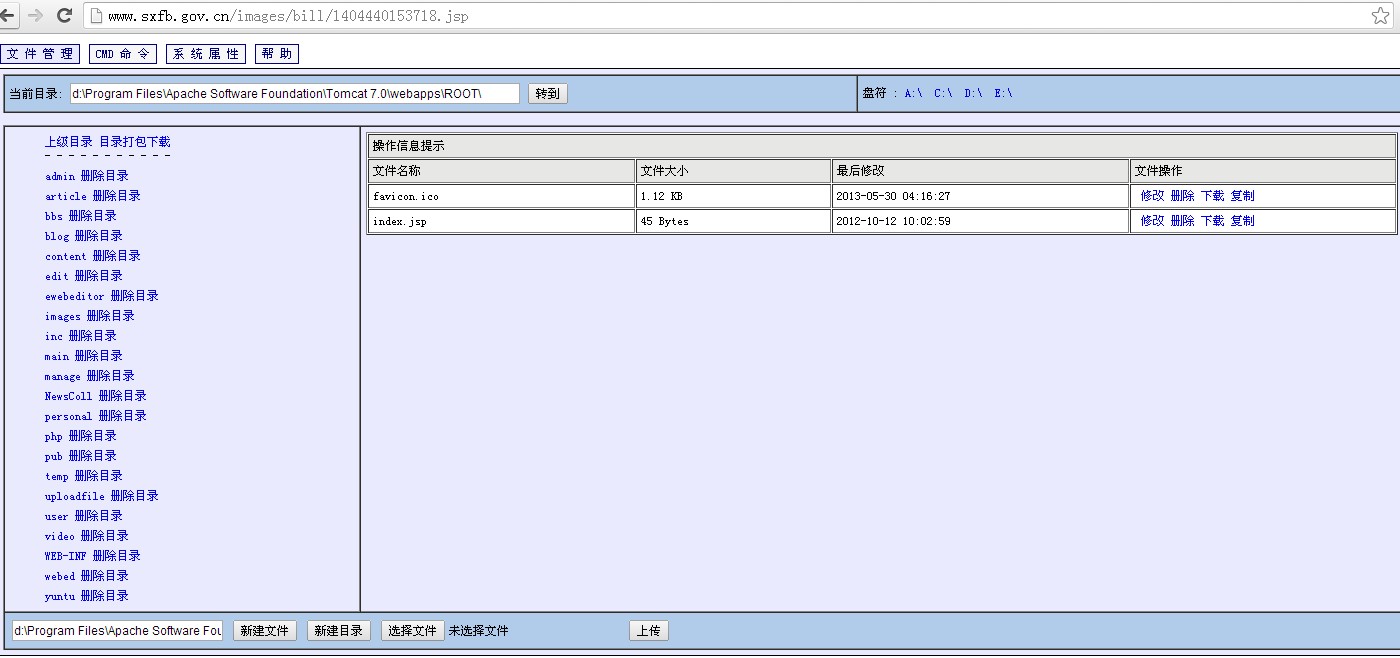 www.sxfb.gov.cn/images/bill/1404440153718.jsp
文 件 管 理 CMD 命 令 系 统 属 性 帮 助
当前目录: d:\Program Files\Apache Software Foundation\Tomcat 7.0\webapps\ROOT\ 转到 盘符 : A:\ C:\ D:\ E:\
上级目录 目录打包下载
- - - - - - - - - - -
admin 删除目录
article 删除目录
bbs 删除目录
blog 删除目录
content 删除目录
edit 删除目录
ewebeditor 删除目录
images 删除目录
inc 删除目录
main 删除目录
manage 删除目录
NewsColl 删除目录
personal 删除目录
php 删除目录
pub 删除目录
temp 删除目录
uploadfile 删除目录
user 删除目录
video 删除目录
WEB-INF 删除目录
webed 删除目录
yuntu 删除目录
操作信息提示
文件名称 文件大小 最后修改 文件操作
favicon.ico 1.12 KB 2013-05-30 04:16:27 修改 删除 下载 复制
index.jsp 45 Bytes 2012-10-12 10:02:59 修改 删除 下载 复制
d:\Program Files\Apache Software Fou 新建文件 新建目录 选择文件 未选择文件 上传